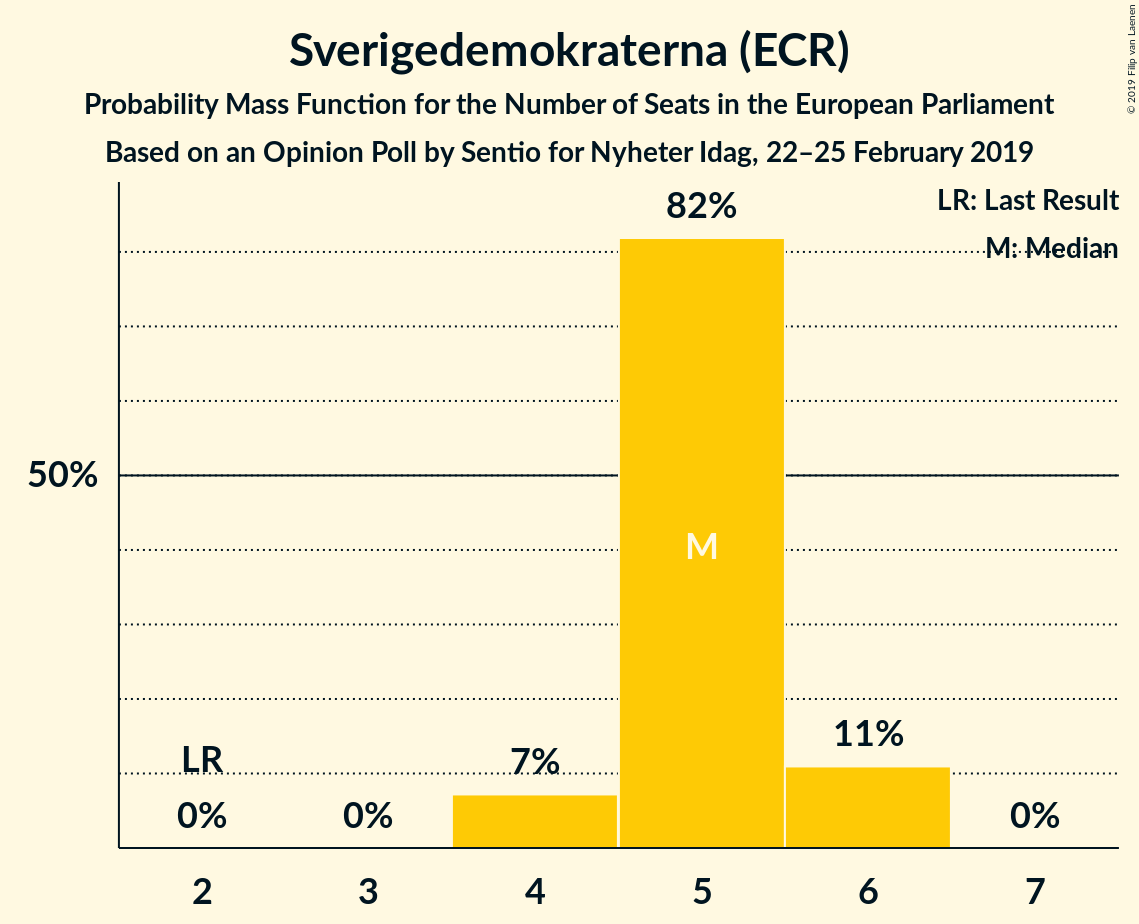 Sverigedemokraterna (ECR)
Probability Mass Function for the Number of Seats in the European Parliament
Based on an Opinion Poll by Sentio for Nyheter Idag, 22–25 February 2019
© 2019 Filip van Laenen
LR: Last Result
M: Median
82%
50%
M
11%
LR
7%
0%
0%
0%
2
3
4
5
6
7